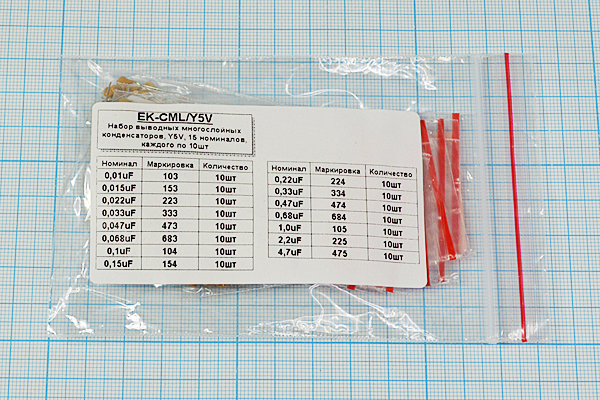 EK-CML/Y5V
Набор выводных многослойных
конденсаторов, Y5V, 15 номиналов,
каждого по 10шт
Номинал Маркировка Количество
0,01uF 103 10шт
0,015uF 153 10шт
0,022uF 223 10шт
0,033uF 333 10шт
0,047uF 473 10шт
0,068uF 683 10шт
0,1uF 104 10шт
0,15uF 154 10шт
Номинал Маркировка Количество
0,22uF 224 10шт
0,33uF 334 10шт
0,47uF 474 10шт
0,68uF 684 10шт
1,0uF 105 10шт
2,2uF 225 10шт
4,7uF 475 10шт